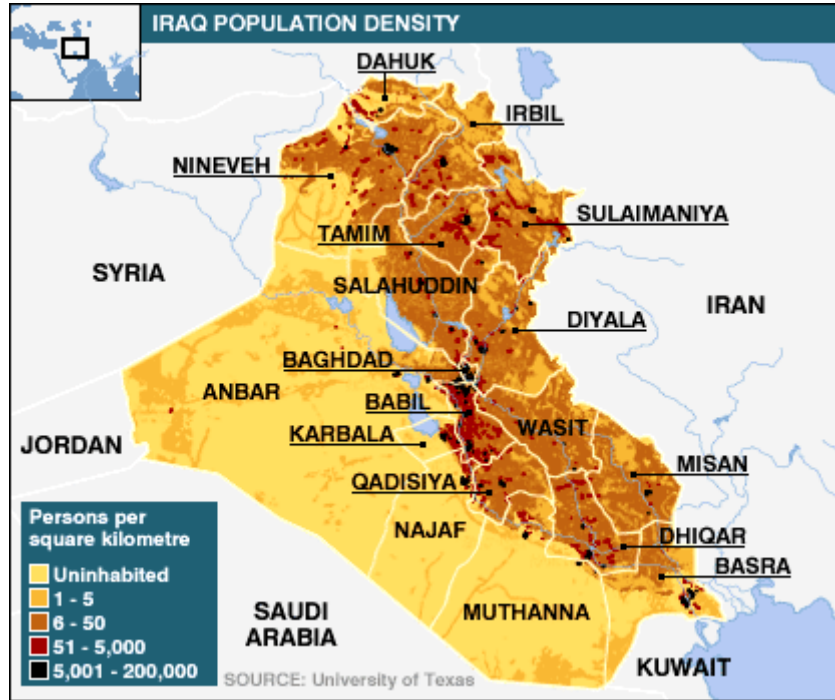 IRAQ POPULATION DENSITY
DAHUK
IRBIL
NINEVEH
SULAIMANIYA
TAMIM
SYRIA
SALAHUDDIN
IRAN
DIYALA
BAGHDAD
ANBAR
BABIL
WASIT
JORDAN
KARBALA
MISAN
QADISIYA
NAJAF
DHIQAR
BASRA
Persons per
square kilometre
Uninhabited
1 - 5
6 - 50
51 - 5,000
5,001 - 200,000
SAUDI
ARABIA
MUTHANNA
KUWAIT
SOURCE: University of Texas